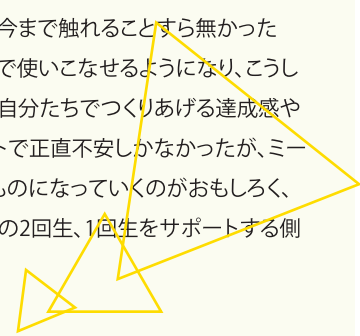 今まで触れることすら無かった
で使いこなせるようになり、こうし
自分たちでつくりあげる達成感や
トで正直不安しかなかったが、ミー
ものになっていくのがおもしろく、
の2回生、1回生をサポートする側